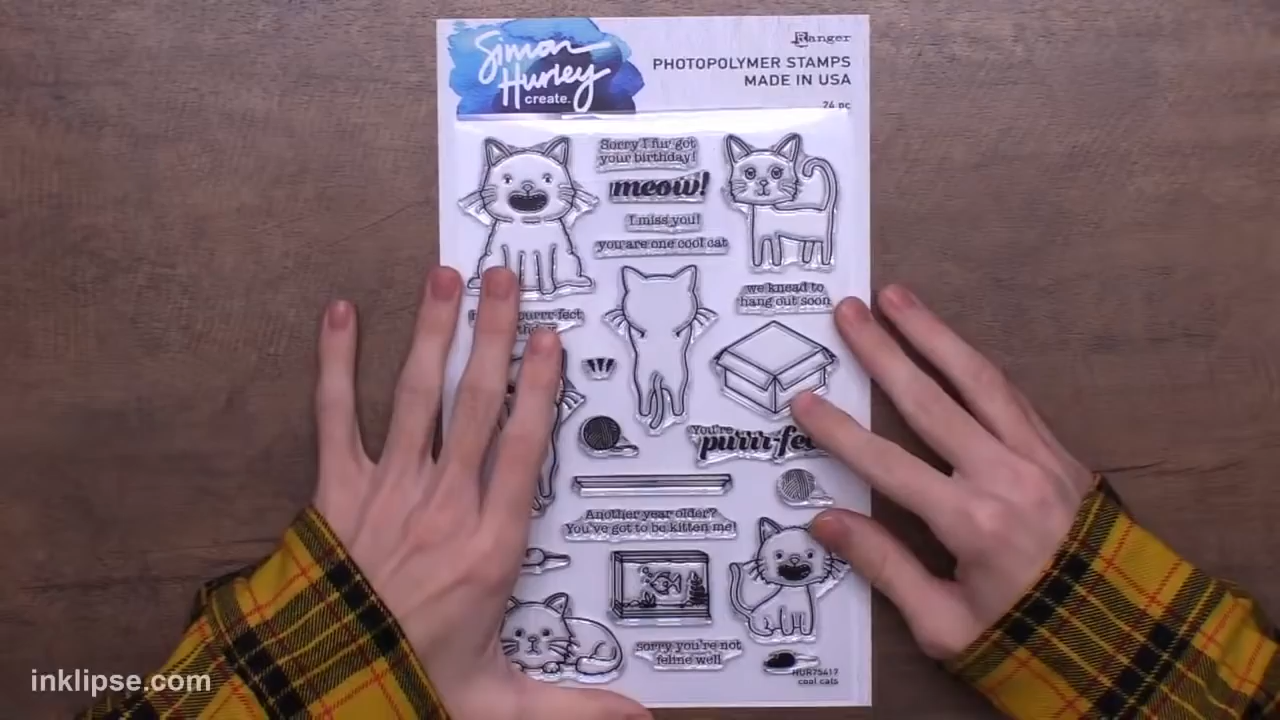 Simon
Hurley
create.
Ranger
PHOTOPOLYMER STAMPS
MADE IN USA
24 pc
Sorry I fur got
your birthday!
meow!
I miss you!
you are one cool cat
we knead to
hang out soon
purrr-fect
You're
purrr-fe
Another year older?
You've got to be kitten me!
sorry you're not
feline well
HUR75417
cool cats
inklipse.com